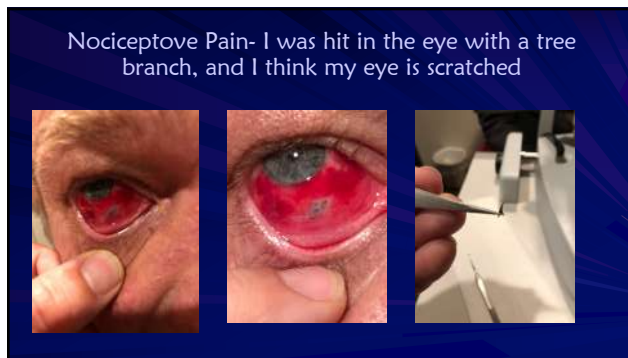 Nociceptove Pain- I was hit in the eye with a tree
branch, and I think my eye is scratched